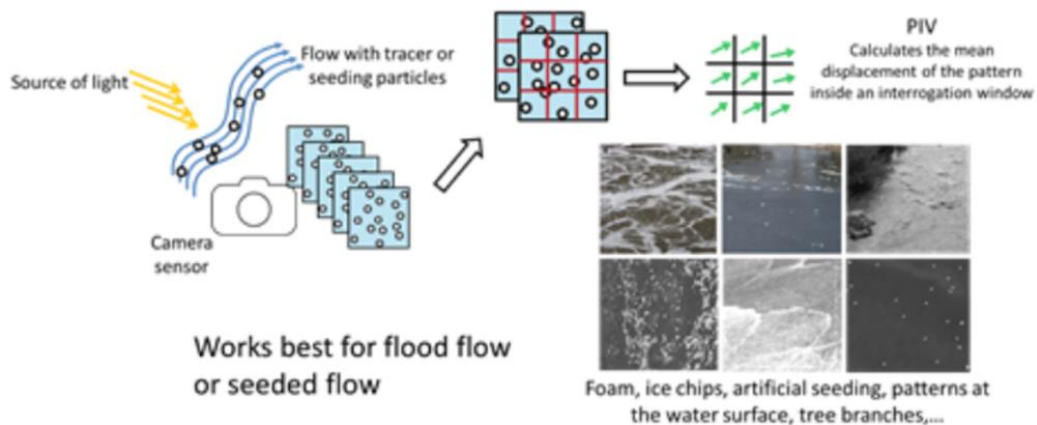 Source of light
Flow with tracer or
seeding particles
Camera
sensor
PIV
Calculates the mean
displacement of the pattern
inside an interrogation window
Works best for flood flow
or seeded flow
Foam, ice chips, artificial seeding, patterns at
the water surface, tree branches,...